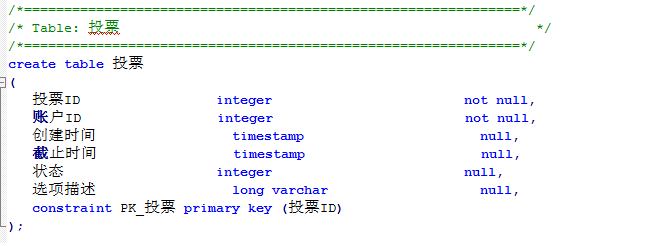 /*==============================================================*/
/* Table: 投票 */
/*==============================================================*/
create table 投票
(
投票ID integer not null,
账户ID integer not null,
创建时间 timestamp null,
截止时间 timestamp null,
状态 integer null,
选项描述 long varchar null,
constraint PK_投票 primary key (投票ID)
);